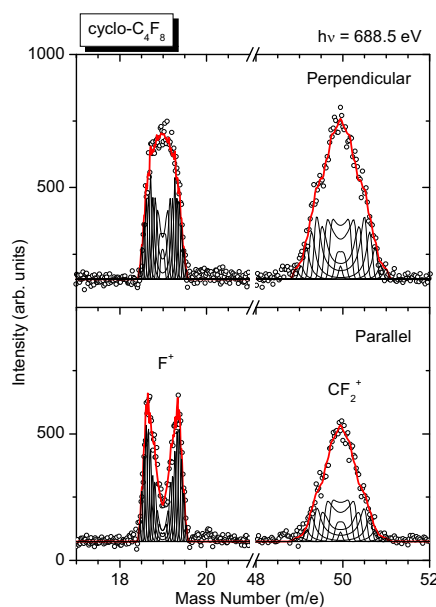 cyclo-C₄F₈
hν = 688.5 eV
1000
Perpendicular
500
Intensity (arb. units)
Parallel
F⁺
CF₂⁺
500
0
18 20 48 50 52
Mass Number (m/e)